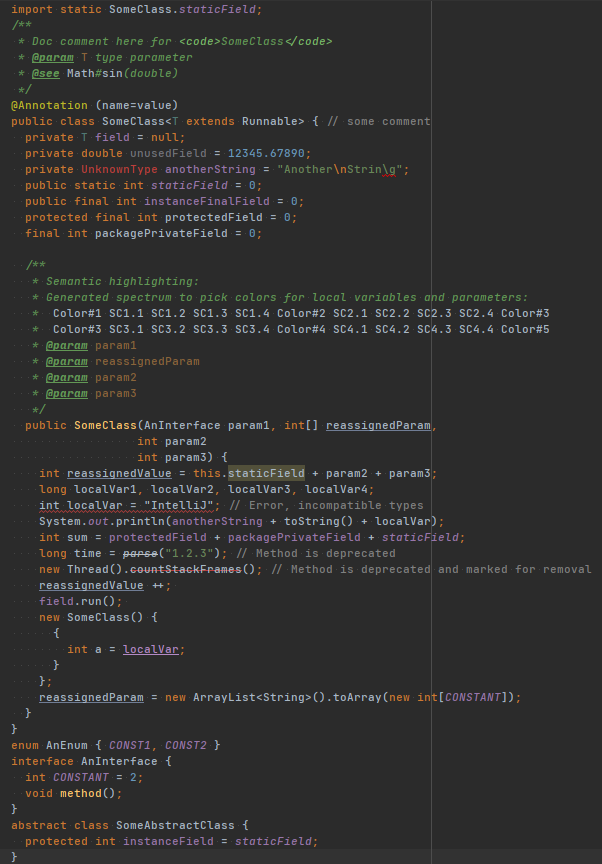 import static SomeClass.staticField;
/**
 * Doc comment here for <code>SomeClass</code>
 * @param T type parameter
 * @see Math#sin(double)
 */
@Annotation (name=value)
public class SomeClass<T extends Runnable> { // some comment
  private T field = null;
  private double unusedField = 12345.67890;
  private UnknownType anotherString = "Another\nStrin\g";
  public static int staticField = 0;
  public final int instanceFinalField = 0;
  protected final int protectedField = 0;
  final int packagePrivateField = 0;

  /**
   * Semantic highlighting:
   * Generated spectrum to pick colors for local variables and parameters:
   *  Color#1 SC1.1 SC1.2 SC1.3 SC1.4 Color#2 SC2.1 SC2.2 SC2.3 SC2.4 Color#3
   *  Color#3 SC3.1 SC3.2 SC3.3 SC3.4 Color#4 SC4.1 SC4.2 SC4.3 SC4.4 Color#5
   * @param param1
   * @param reassignedParam
   * @param param2
   * @param param3
   */
  public SomeClass(AnInterface param1, int[] reassignedParam,
                  int param2
                  int param3) {
    int reassignedValue = this.staticField + param2 + param3;
    long localVar1, localVar2, localVar3, localVar4;
    int localVar = "IntelliJ"; // Error, incompatible types
    System.out.println(anotherString + toString() + localVar);
    int sum = protectedField + packagePrivateField + staticField;
    long time = parse("1.2.3"); // Method is deprecated
    new Thread().countStackFrames(); // Method is deprecated and marked for removal
    reassignedValue ++;
    field.run();
    new SomeClass() {
      {
        int a = localVar;
      }
    };
    reassignedParam = new ArrayList<String>().toArray(new int[CONSTANT]);
  }
}
enum AnEnum { CONST1, CONST2 }
interface AnInterface {
  int CONSTANT = 2;
  void method();
}
abstract class SomeAbstractClass {
  protected int instanceField = staticField;
}